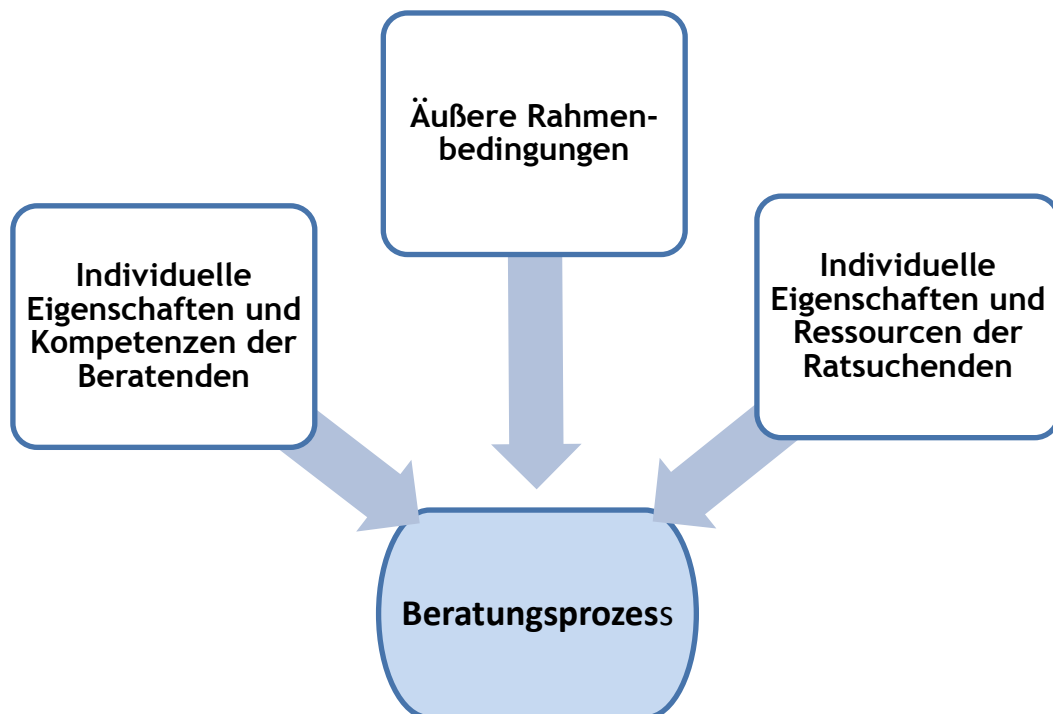 Äußere Rahmen-
bedingungen
Individuelle
Eigenschaften und
Kompetenzen der
Beratenden
Individuelle
Eigenschaften und
Ressourcen der
Ratsuchenden
Beratungsprozess